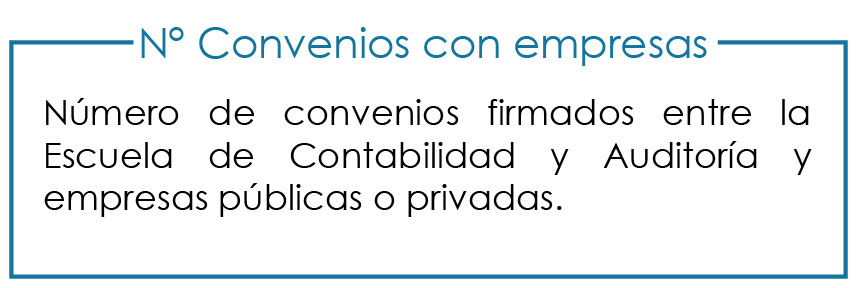 N° Convenios con empresas
Número de convenios firmados entre la
Escuela de Contabilidad y Auditoría y
empresas públicas o privadas.